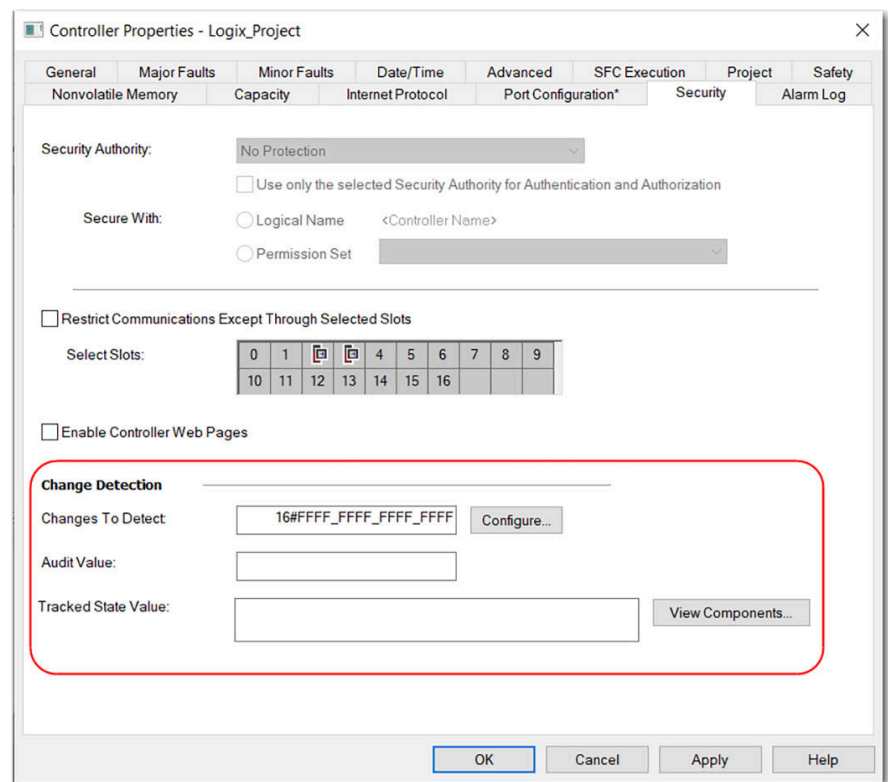 Controller Properties - Logix_Project
General Major Faults Minor Faults Date/Time Advanced SFC Execution Project Safety
Nonvolatile Memory Capacity Internet Protocol Port Configuration* Security Alarm Log
Security Authority: No Protection
Use only the selected Security Authority for Authentication and Authorization
Secure With: Logical Name <Controller Name>
Permission Set
Restrict Communications Except Through Selected Slots
Select Slots: 0 1 4 5 6 7 8 9
10 11 12 13 14 15 16
Enable Controller Web Pages
Change Detection
Changes To Detect: 16#FFFF_FFFF_FFFF_FFFF Configure...
Audit Value:
Tracked State Value: View Components...
OK Cancel Apply Help